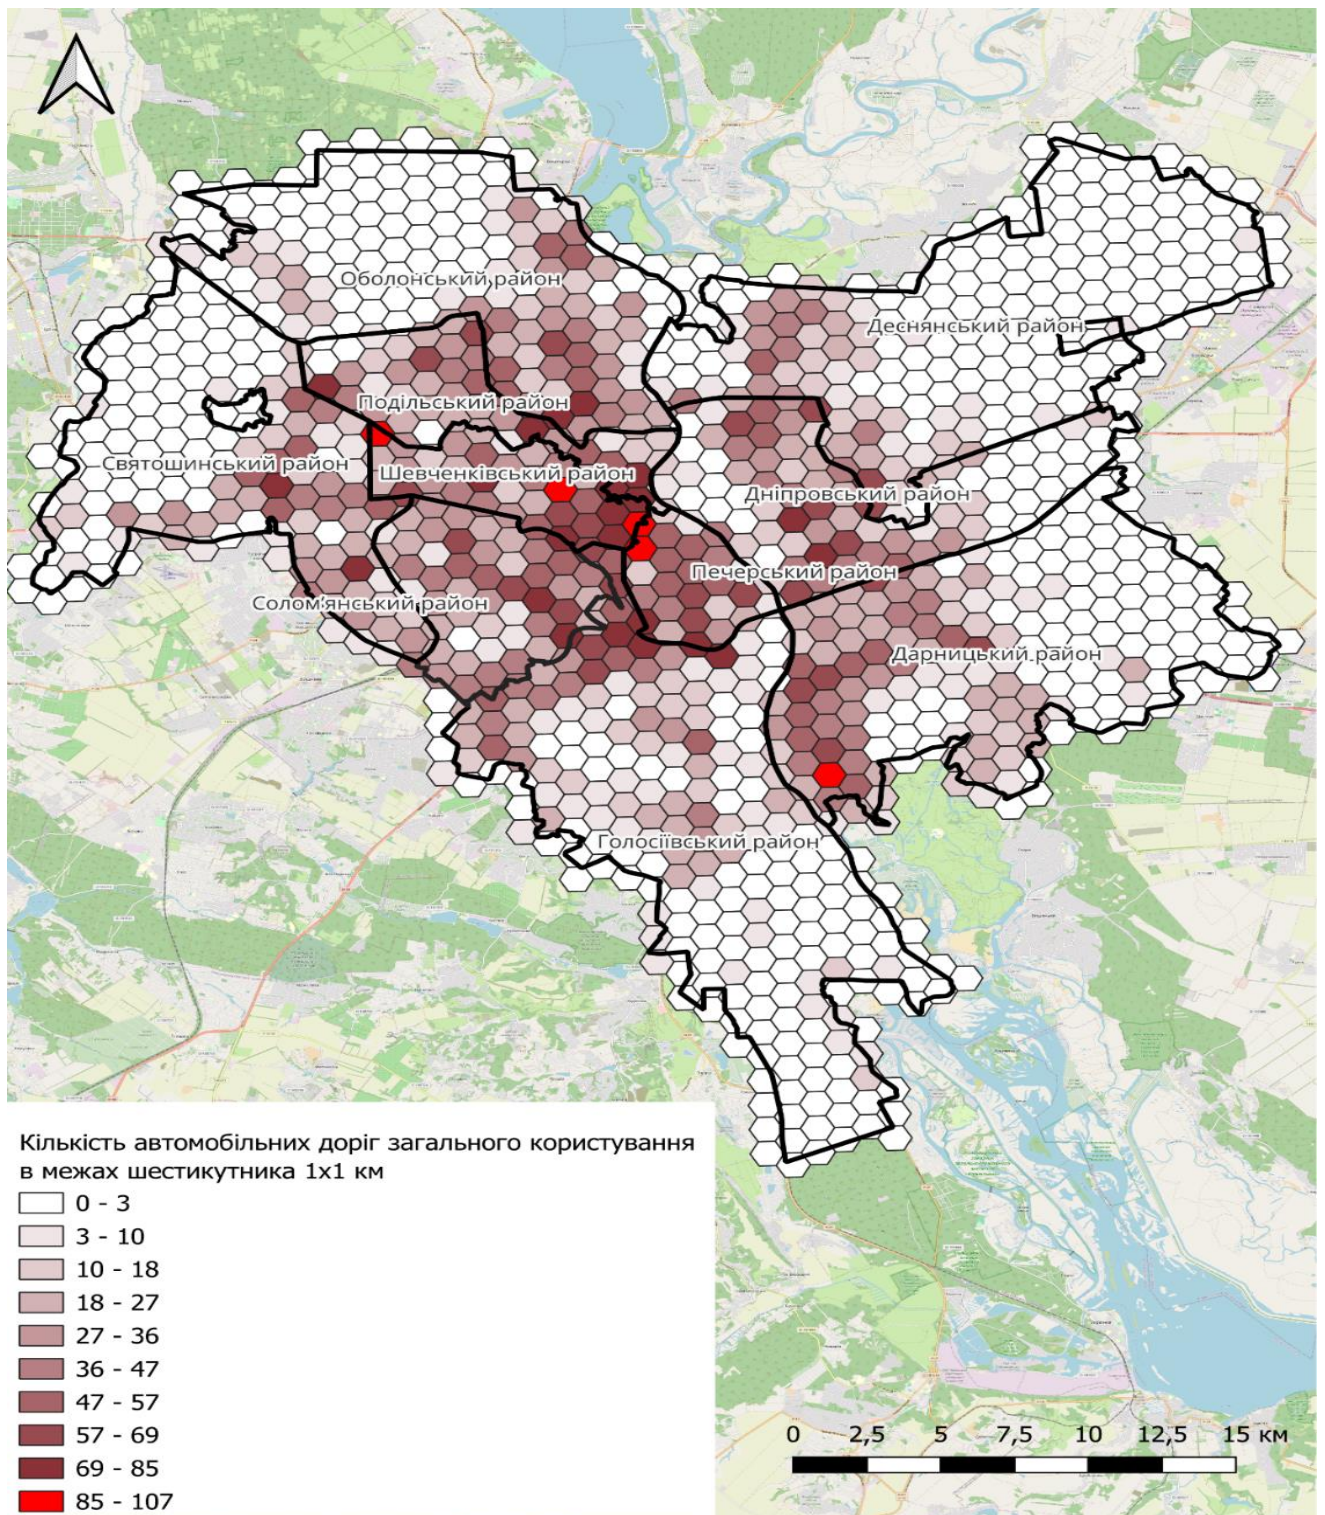 Оболонський район
Деснянський район
Подільський район
Святошинський район
Шевченківський район
Дніпровський район
Печерський район
Солом'янський район
Дарницький район
Голосіївський район
Кількість автомобільних доріг загального користування
в межах шестикутника 1х1 км
0 - 3
3 - 10
10 - 18
18 - 27
27 - 36
36 - 47
47 - 57
57 - 69
69 - 85
85 - 107
0 2,5 5 7,5 10 12,5 15 км